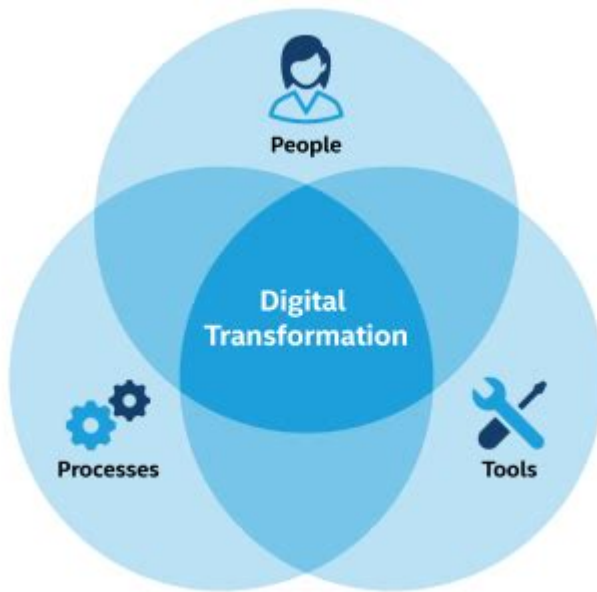 People
Digital
Transformation
Processes
Tools